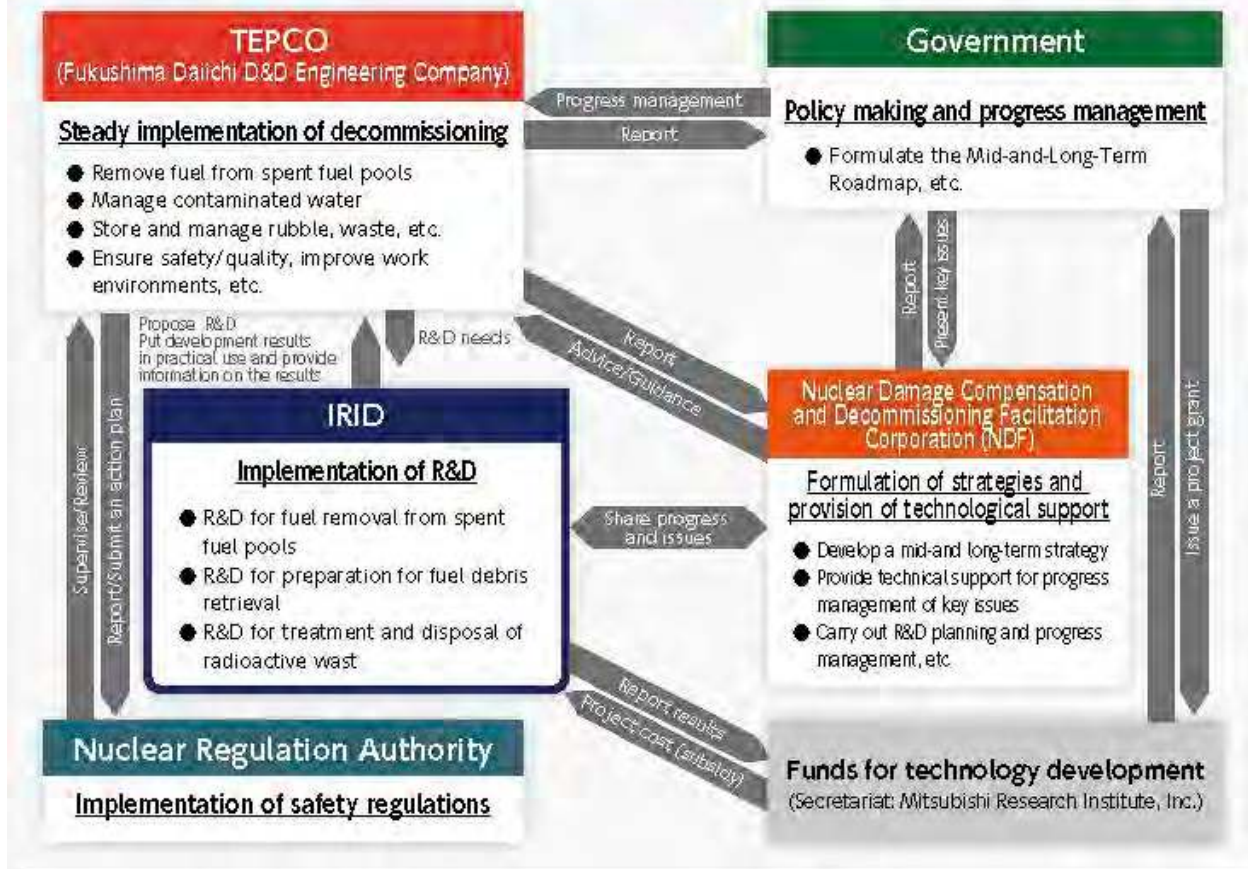 TEPCO
(Fukushima Daiichi D&D Engineering Company)
Steady implementation of decommissioning
● Remove fuel from spent fuel pools
● Manage contaminated water
● Store and manage rubble, waste, etc.
● Ensure safety/quality, improve work
environments, etc.
Progress management
Report
Government
Policy making and progress management
● Formulate the Mid-and-Long-Term
Roadmap, etc.
Propose R&D
Put development results
in practical use and provide
information on the results
R&D needs
Report
Advice/Guidance
Report
Present key issues
Supervise/Review
Report/Submit an action plan
IRID
Implementation of R&D
● R&D for fuel removal from spent
fuel pools
● R&D for preparation for fuel debris
retrieval
● R&D for treatment and disposal of
radioactive wast
Share progress
and issues
Nuclear Damage Compensation
and Decommissioning Facilitation
Corporation (NDF)
Formulation of strategies and
provision of technological support
● Develop a mid-and long-term strategy
● Provide technical support for progress
management of key issues
● Carry out R&D planning and progress
management, etc
Report
Issue a project grant
Report results
Project cost (subsidy)
Nuclear Regulation Authority
Implementation of safety regulations
Funds for technology development
(Secretariat: Mitsubishi Research Institute, Inc.)